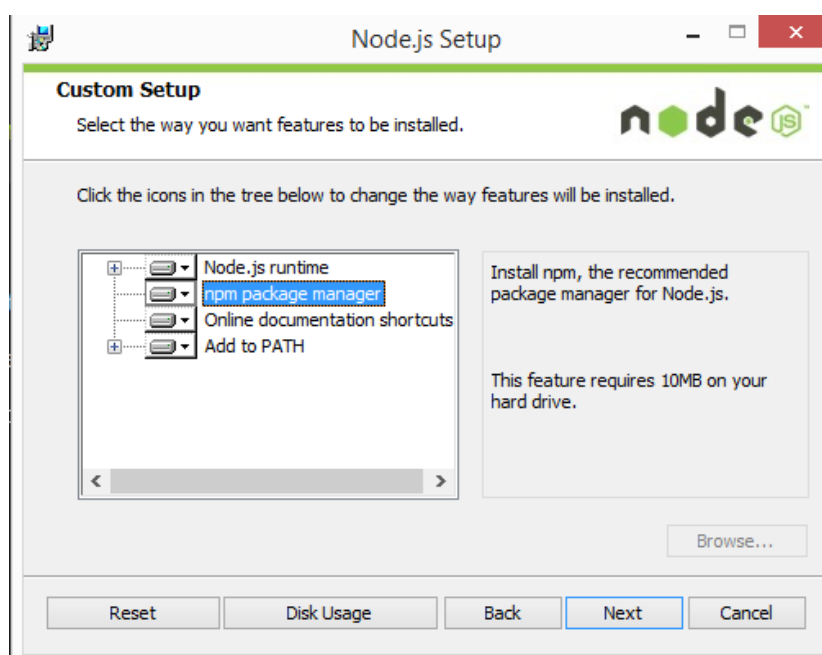 Node.js Setup
Custom Setup
Select the way you want features to be installed.
node
JS
Click the icons in the tree below to change the way features will be installed.
Node.js runtime
npm package manager
Online documentation shortcuts
Add to PATH
Install npm, the recommended
package manager for Node.js.
This feature requires 10MB on your
hard drive.
Browse...
Reset
Disk Usage
Back
Next
Cancel